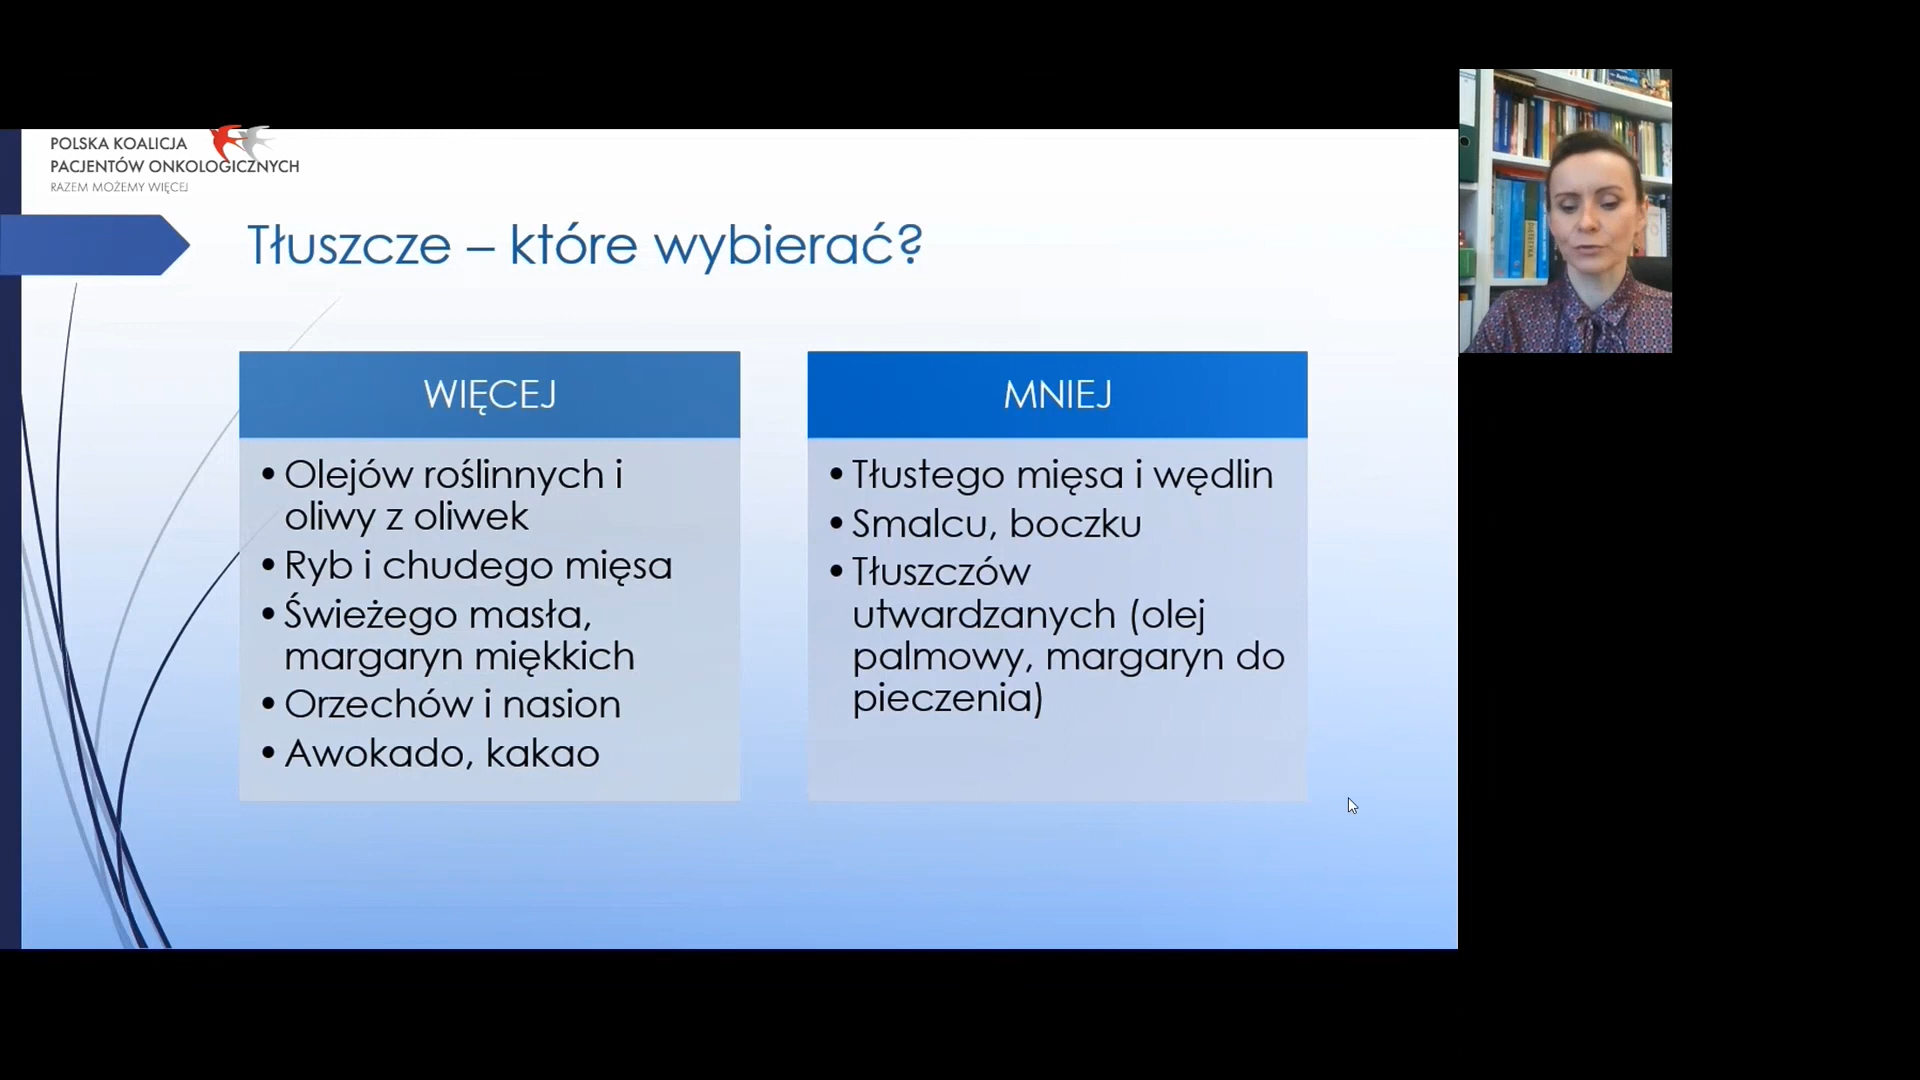 POLSKA KOALICJA
PACJENTÓW ONKOLOGICZNYCH
RAZEM MOŻEMY WIĘCEJ
Tłuszcze – które wybierać?
WIĘCEJ
• Olejów roślinnych i
oliwy z oliwek
• Ryb i chudego mięsa
• Świeżego masła,
margaryn miękkich
• Orzechów i nasion
• Awokado, kakao
MNIEJ
• Tłustego mięsa i wędlin
• Smalcu, boczku
• Tłuszczów
utwardzanych (olej
palmowy, margaryn do
pieczenia)